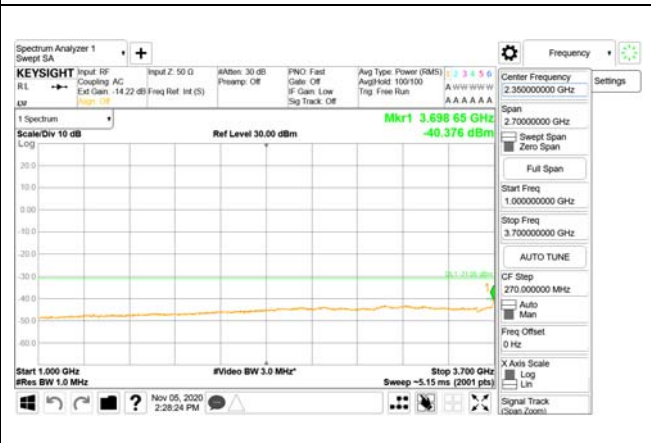 Spectrum Analyzer 1
Swept SA
+
Frequency
KEYSIGHT
RL
Input: RF
Coupling: AC
Ext Gain: -14.22 dB
Align: Off
Input Z: 50 Ω
Freq Ref: Int (S)
#Atten: 30 dB
Preamp: Off
PNO: Fast
Gate: Off
IF Gain: Low
Sig Track: Off
Avg Type: Power (RMS)
Avg|Hold: 100/100
Trig: Free Run
1 2 3 4 5 6
A W W W W W
A A A A A A
1 Spectrum
Scale/Div 10 dB
Ref Level 30.00 dBm
Mkr1 3.698 65 GHz
-40.376 dBm
Log
20.0
10.0
0.00
-10.0
-20.0
-30.0
-40.0
-50.0
-60.0
1
Start 1.000 GHz
#Res BW 1.0 MHz
#Video BW 3.0 MHz*
Stop 3.700 GHz
Sweep ~5.15 ms (2001 pts)
Nov 05, 2020
2:28:24 PM
?
Center Frequency
2.350000000 GHz
Settings
Span
2.70000000 GHz
Swept Span
Zero Span
Full Span
Start Freq
1.000000000 GHz
Stop Freq
3.700000000 GHz
AUTO TUNE
CF Step
270.000000 MHz
Auto
Man
Freq Offset
0 Hz
X Axis Scale
Log
Lin
Signal Track
(Span Zoom)